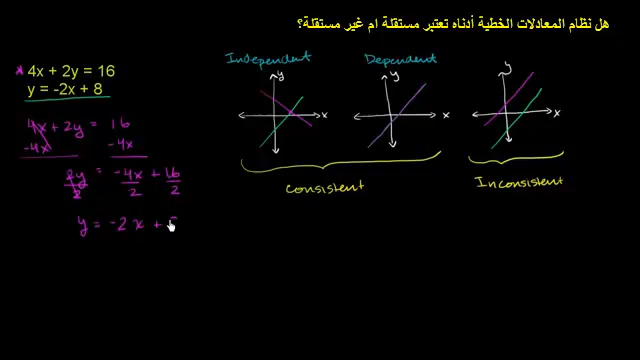 هل نظام المعادلات الخطية أدناه تعتبر مستقلة ام غير مستقلة؟
* 4x + 2y = 16
y = -2x + 8
4x + 2y = 16
-4x -4x
2y/2 = -4x/2 + 16/2
y = -2x +
Independent
Dependent
y
x
y
x
y
x
Consistent
Inconsistent